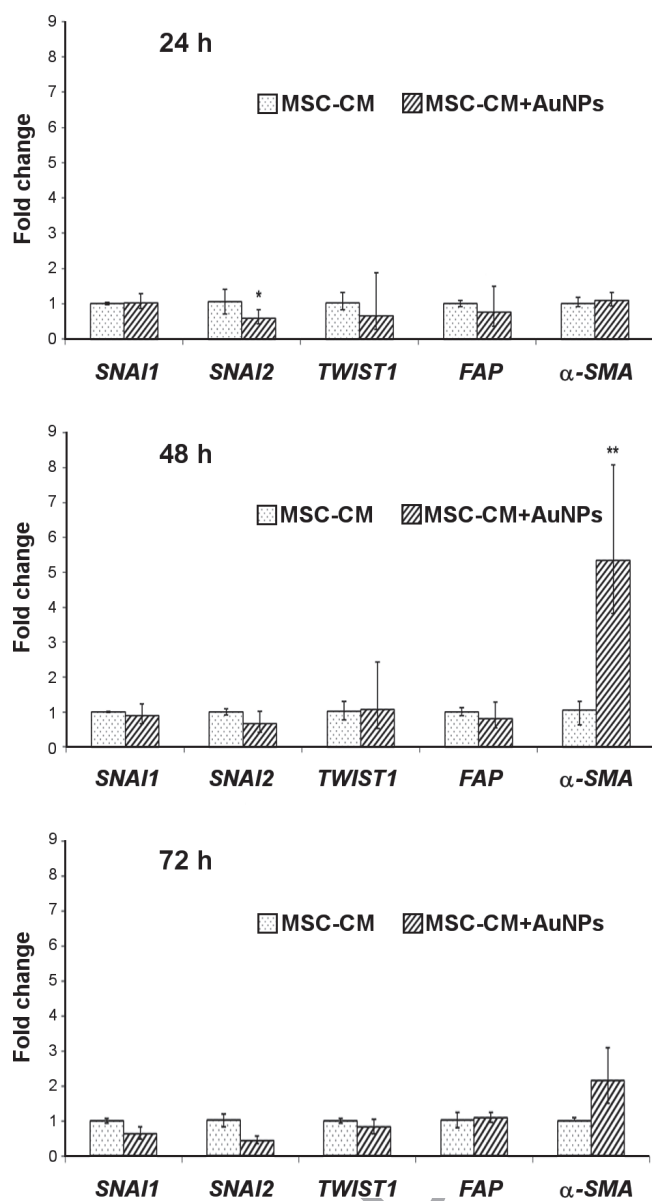 9
24 h
8
7
MSC-CM MSC-CM+AuNPs
6
5
4
3
2
*
1
0
Fold change
SNAI1 SNAI2 TWIST1 FAP α-SMA
9
48 h
**
8
7
MSC-CM MSC-CM+AuNPs
6
5
4
3
2
1
0
Fold change
SNAI1 SNAI2 TWIST1 FAP α-SMA
9
72 h
8
7
MSC-CM MSC-CM+AuNPs
6
5
4
3
2
1
0
Fold change
SNAI1 SNAI2 TWIST1 FAP α-SMA